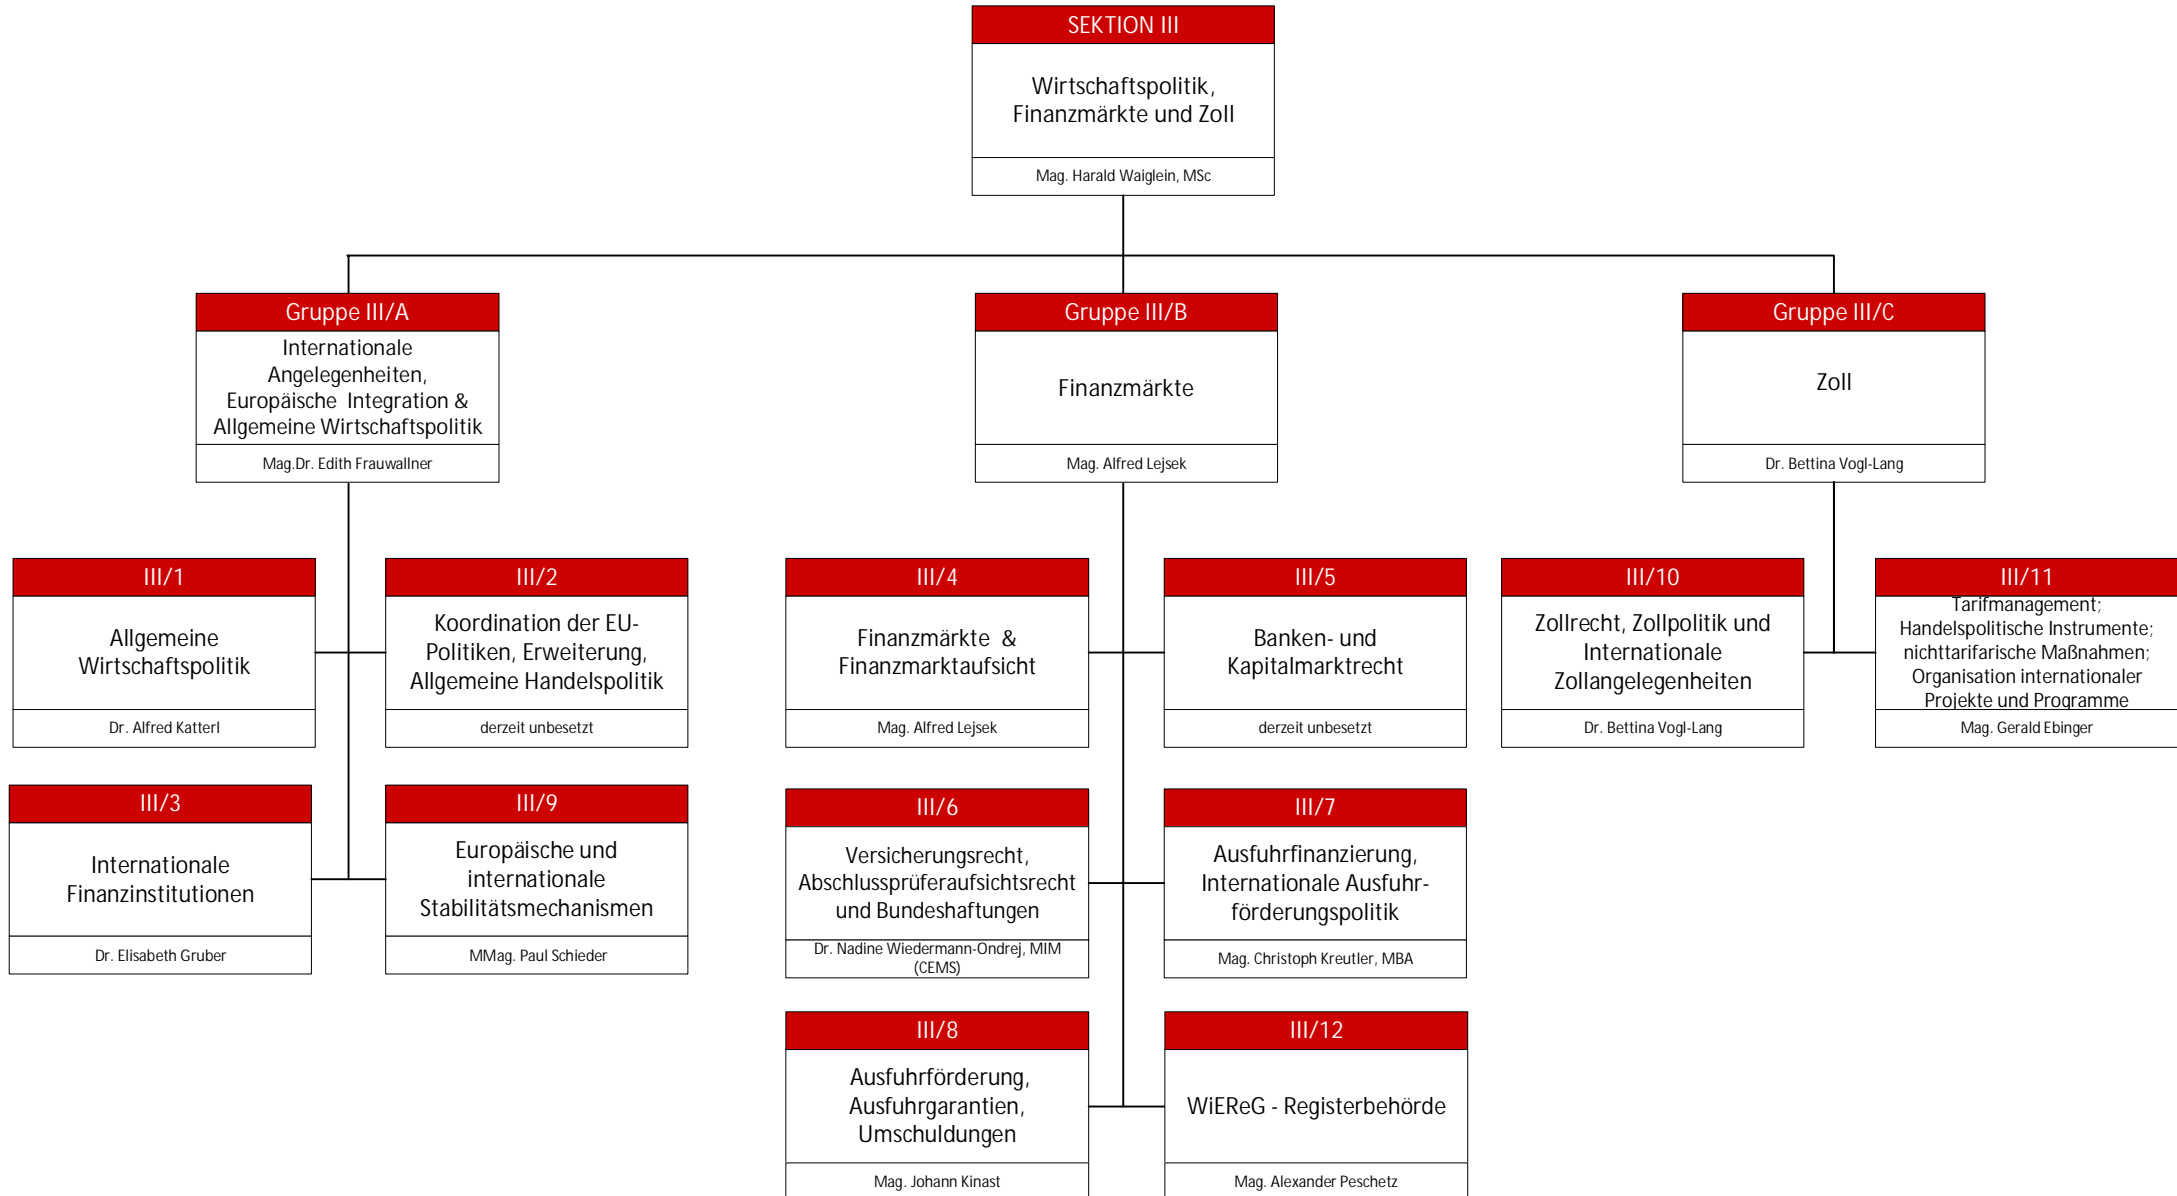 SEKTION III
Wirtschaftspolitik,
Finanzmärkte und Zoll
Mag. Harald Waiglein, MSc
Gruppe III/A
Internationale
Angelegenheiten,
Europäische Integration &
Allgemeine Wirtschaftspolitik
Mag.Dr. Edith Frauwallner
Gruppe III/B
Finanzmärkte
Mag. Alfred Lejsek
Gruppe III/C
Zoll
Dr. Bettina Vogl-Lang
III/1
Allgemeine
Wirtschaftspolitik
Dr. Alfred Katterl
III/2
Koordination der EU-
Politiken, Erweiterung,
Allgemeine Handelspolitik
derzeit unbesetzt
III/4
Finanzmärkte &
Finanzmarktaufsicht
Mag. Alfred Lejsek
III/5
Banken- und
Kapitalmarktrecht
derzeit unbesetzt
III/10
Zollrecht, Zollpolitik und
Internationale
Zollangelegenheiten
Dr. Bettina Vogl-Lang
III/11
Tarifmanagement;
Handelspolitische Instrumente;
nichttarifarische Maßnahmen;
Organisation internationaler
Projekte und Programme
Mag. Gerald Ebinger
III/3
Internationale
Finanzinstitutionen
Dr. Elisabeth Gruber
III/9
Europäische und
internationale
Stabilitätsmechanismen
MMag. Paul Schieder
III/6
Versicherungsrecht,
Abschlussprüferaufsichtsrecht
und Bundeshaftungen
Dr. Nadine Wiedermann-Ondrej, MIM
(CEMS)
III/7
Ausfuhrfinanzierung,
Internationale Ausfuhr-
förderungspolitik
Mag. Christoph Kreutler, MBA
III/8
Ausfuhrförderung,
Ausfuhrgarantien,
Umschuldungen
Mag. Johann Kinast
III/12
WiEReG - Registerbehörde
Mag. Alexander Peschetz